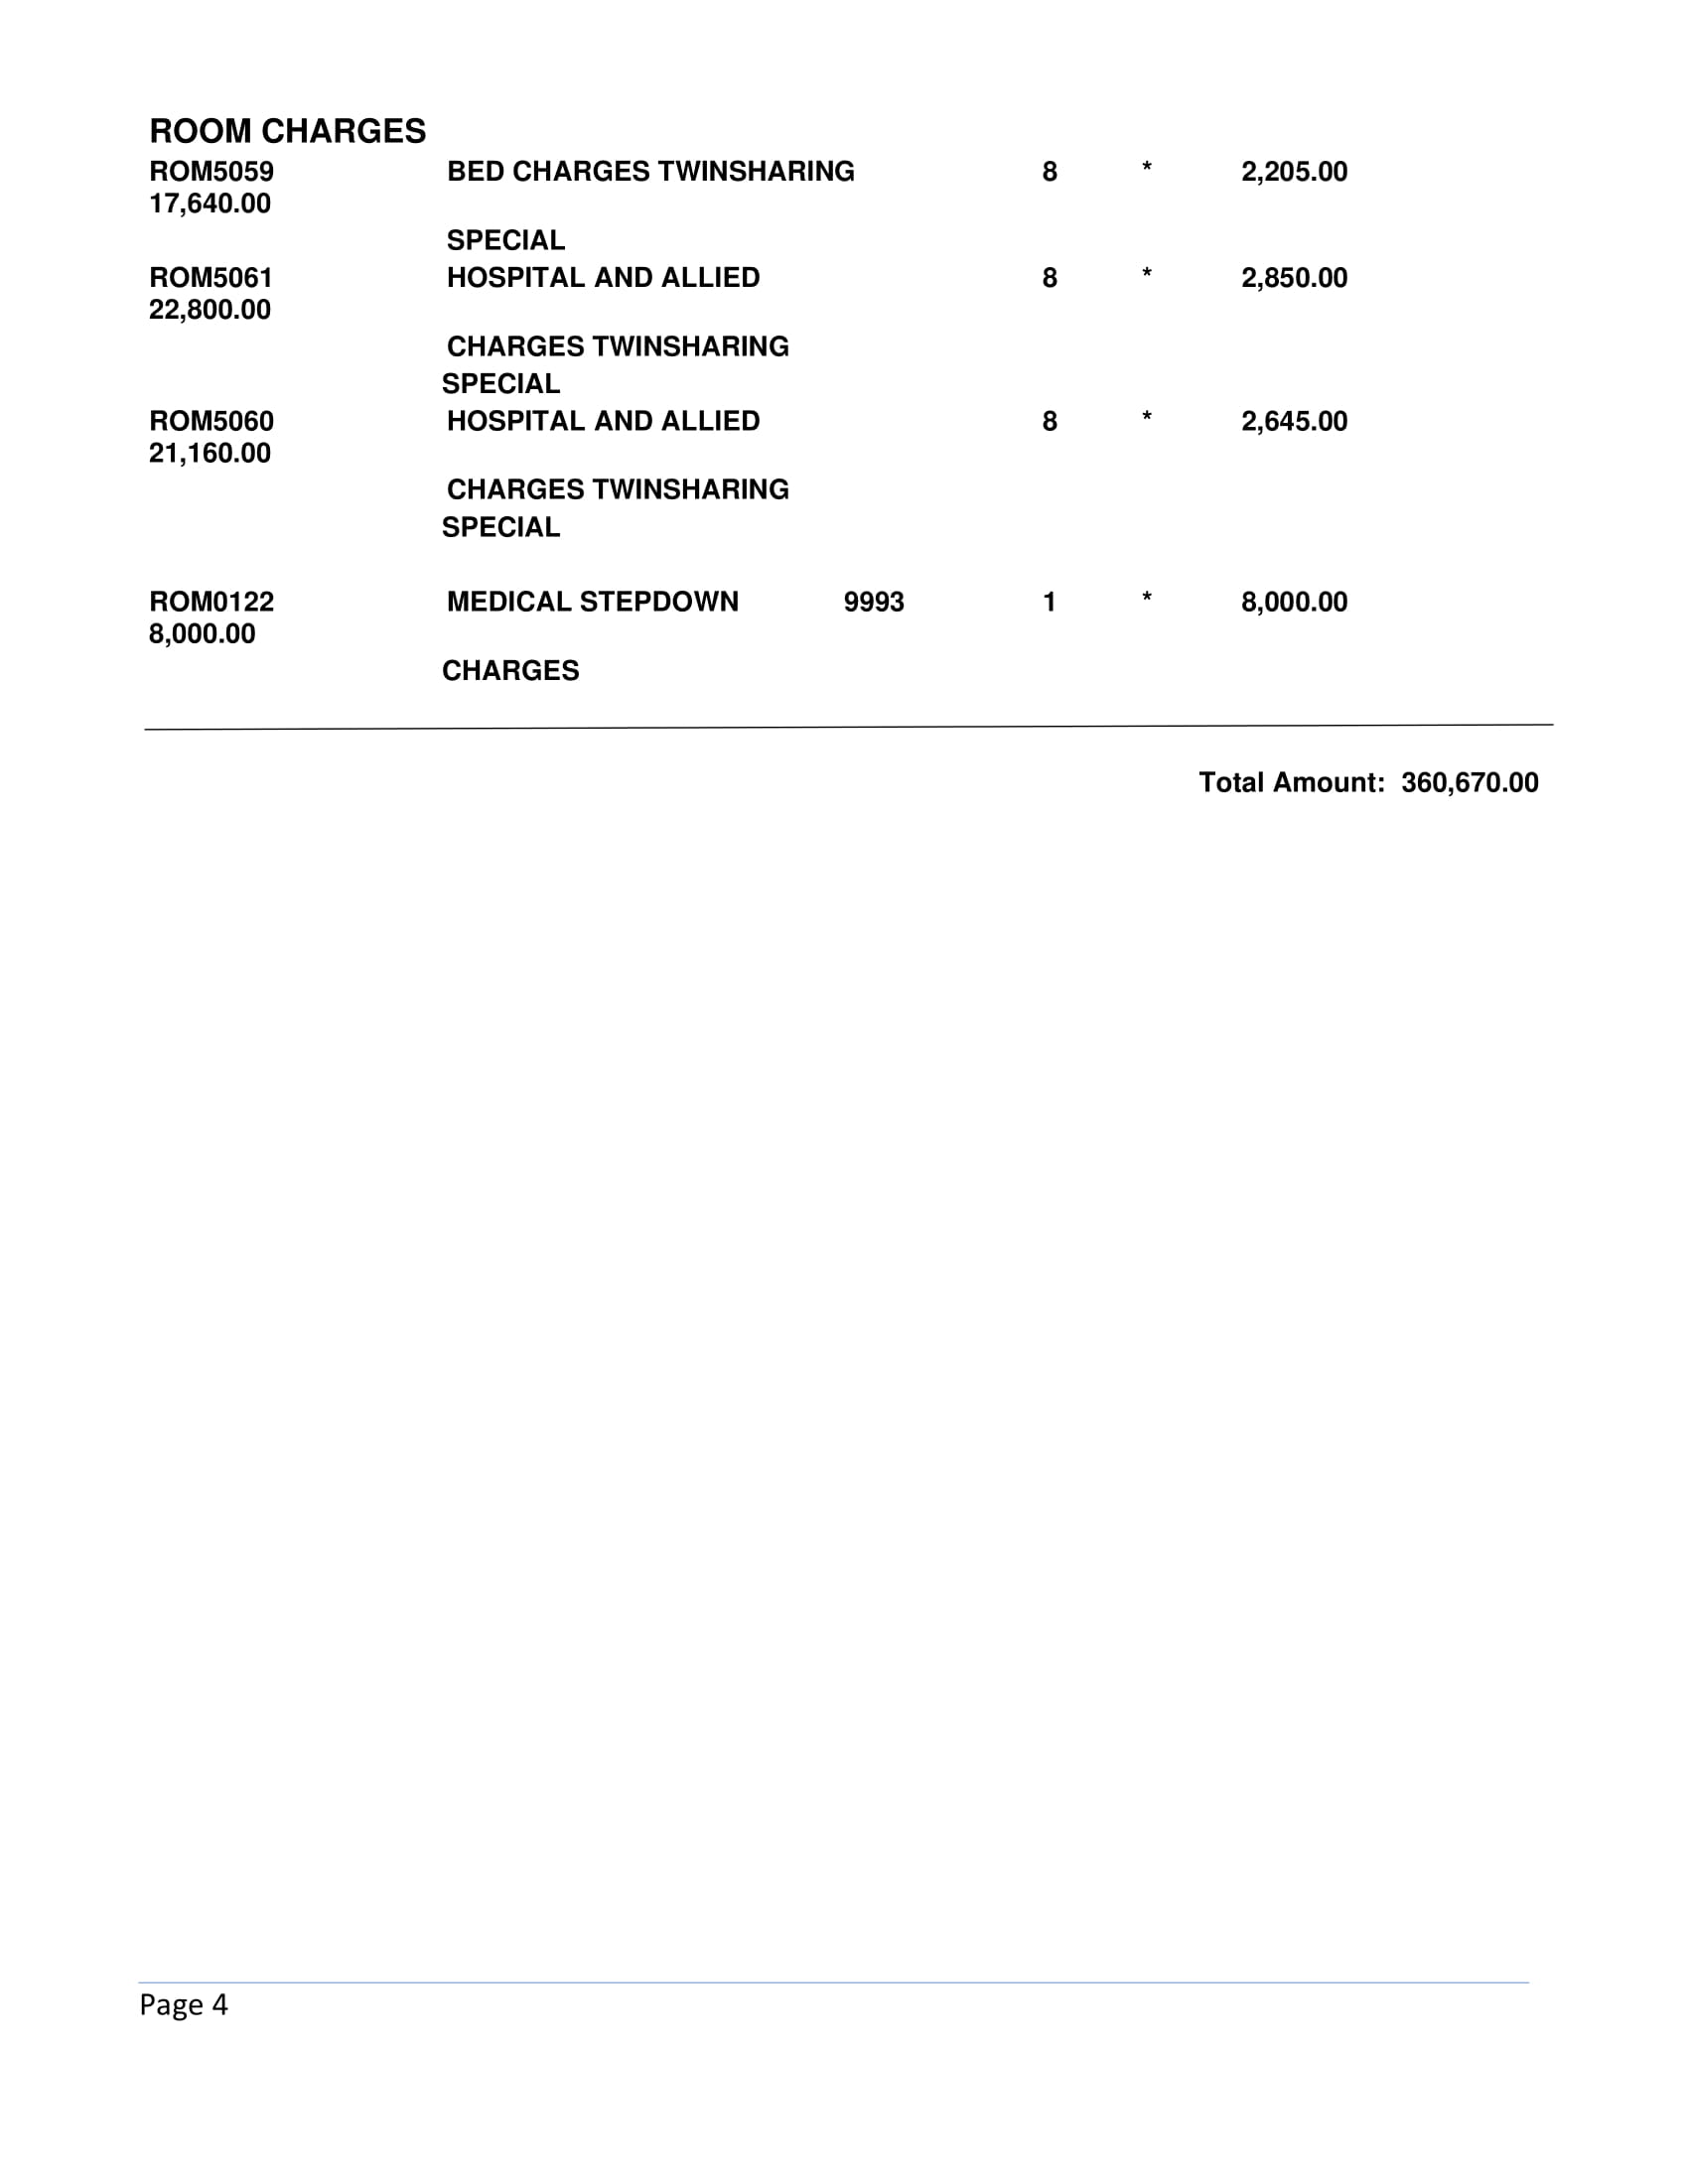 ROOM CHARGES
ROM5059 BED CHARGES TWINSHARING 8 * 2,205.00
17,640.00
SPECIAL
ROM5061 HOSPITAL AND ALLIED 8 * 2,850.00
22,800.00
CHARGES TWINSHARING
SPECIAL
ROM5060 HOSPITAL AND ALLIED 8 * 2,645.00
21,160.00
CHARGES TWINSHARING
SPECIAL
ROM0122 MEDICAL STEPDOWN 9993 1 * 8,000.00
8,000.00
CHARGES
Total Amount: 360,670.00
Page 4